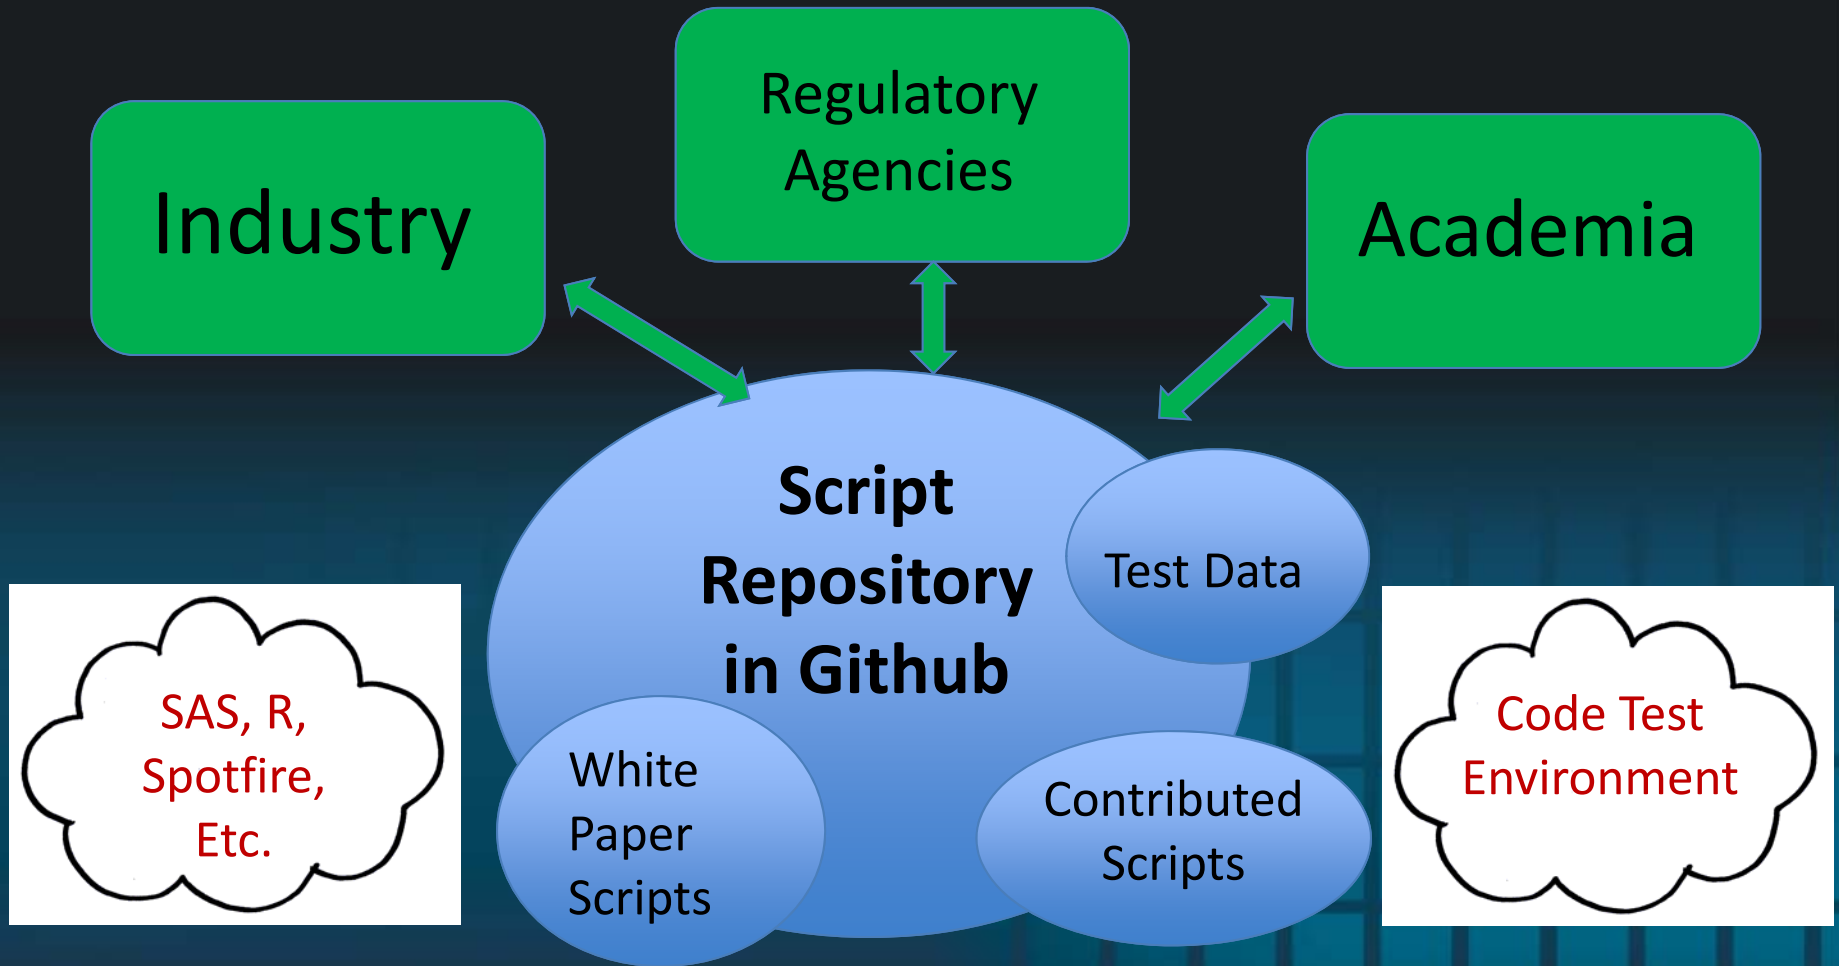 Regulatory
Agencies
Industry
Academia
Script
Repository
in Github
Test Data
SAS, R,
Spotfire,
Etc.
White
Paper
Scripts
Contributed
Scripts
Code Test
Environment